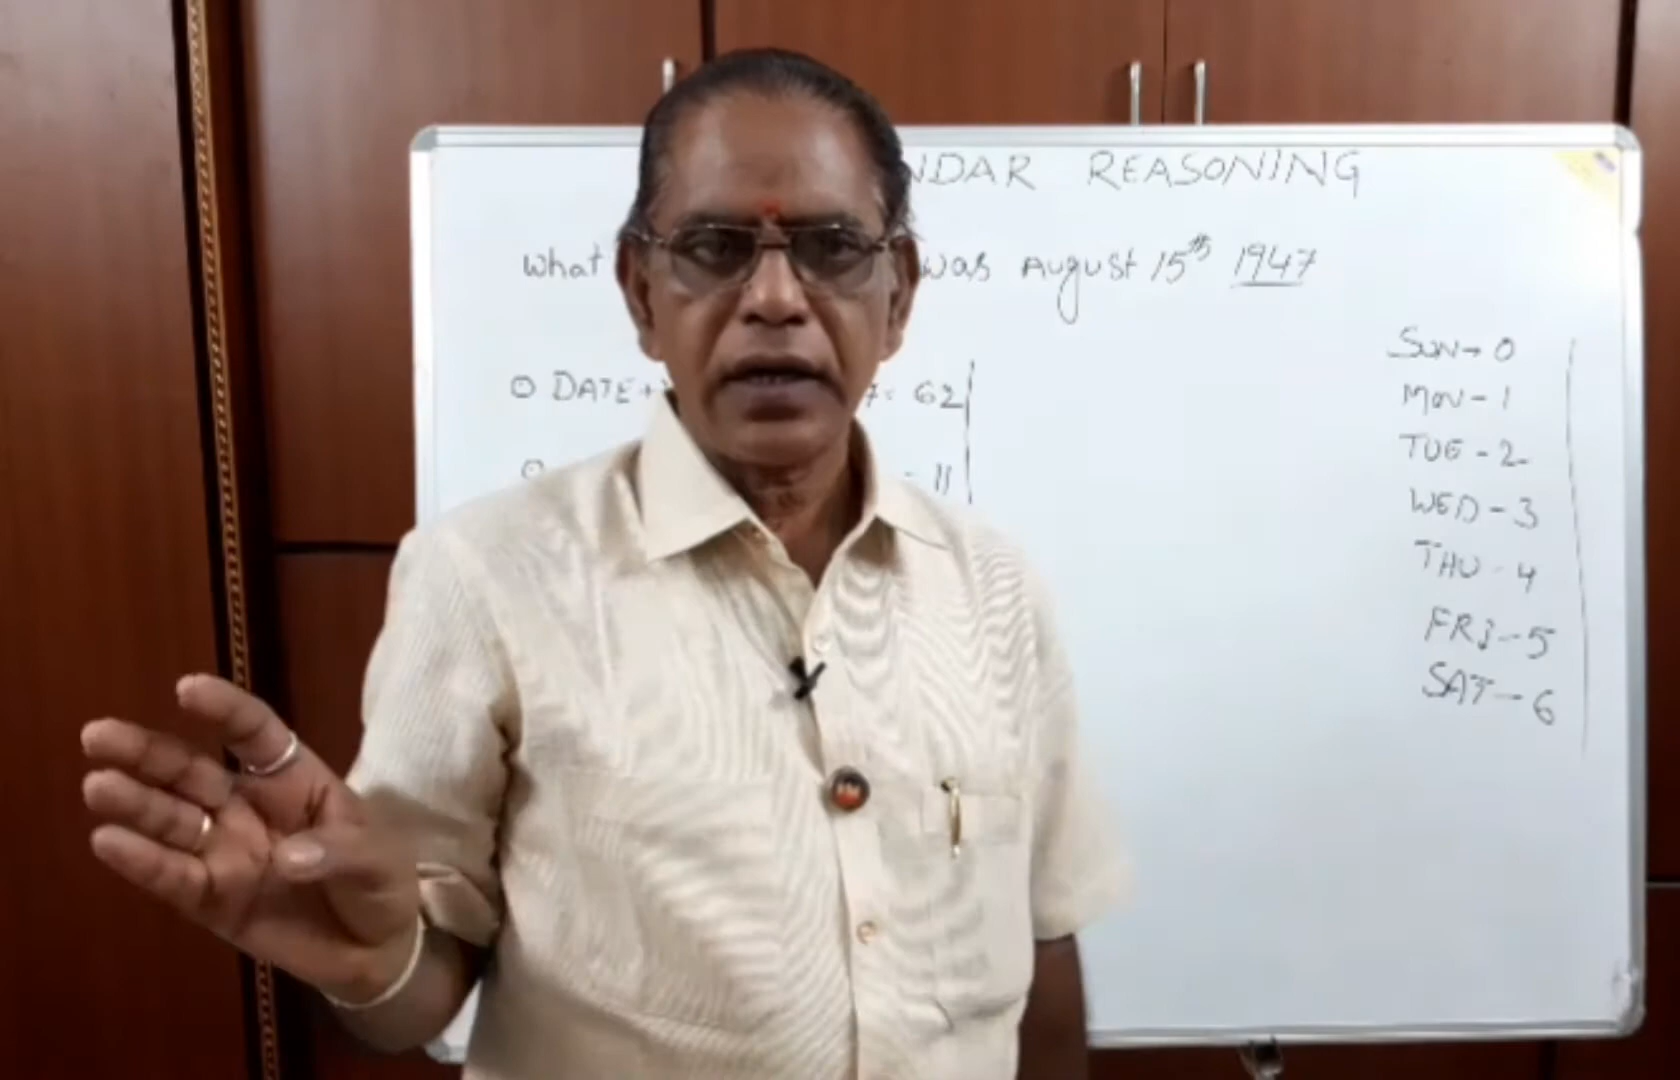 NDAR REASONING
What was August 15th 1947
⊙ DATE + 7 = 62
- 11
SUN → 0
MON - 1
TUE - 2
WED - 3
THU - 4
FRI - 5
SAT - 6